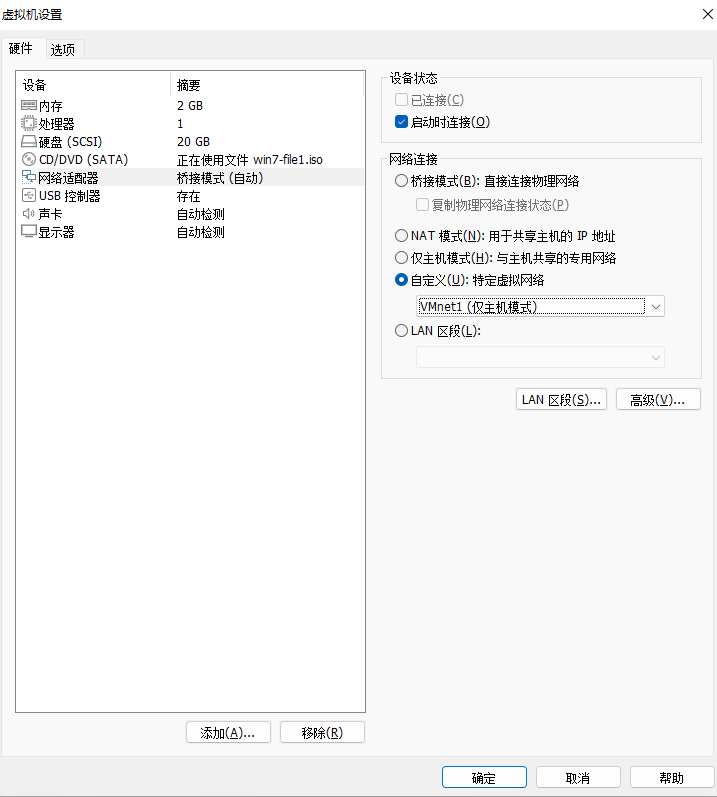 虚拟机设置
硬件 选项
设备 摘要
内存 2 GB
处理器 1
硬盘 (SCSI) 20 GB
CD/DVD (SATA) 正在使用文件 win7-file1.iso
网络适配器 桥接模式 (自动)
USB 控制器 存在
声卡 自动检测
显示器 自动检测
添加(A)... 移除(R)
设备状态
已连接(C)
启动时连接(O)
网络连接
桥接模式(B): 直接连接物理网络
复制物理网络连接状态(P)
NAT 模式(N): 用于共享主机的 IP 地址
仅主机模式(H): 与主机共享的专用网络
自定义(U): 特定虚拟网络
VMnet1 (仅主机模式)
LAN 区段(L):
LAN 区段(S)... 高级(V)...
确定 取消 帮助